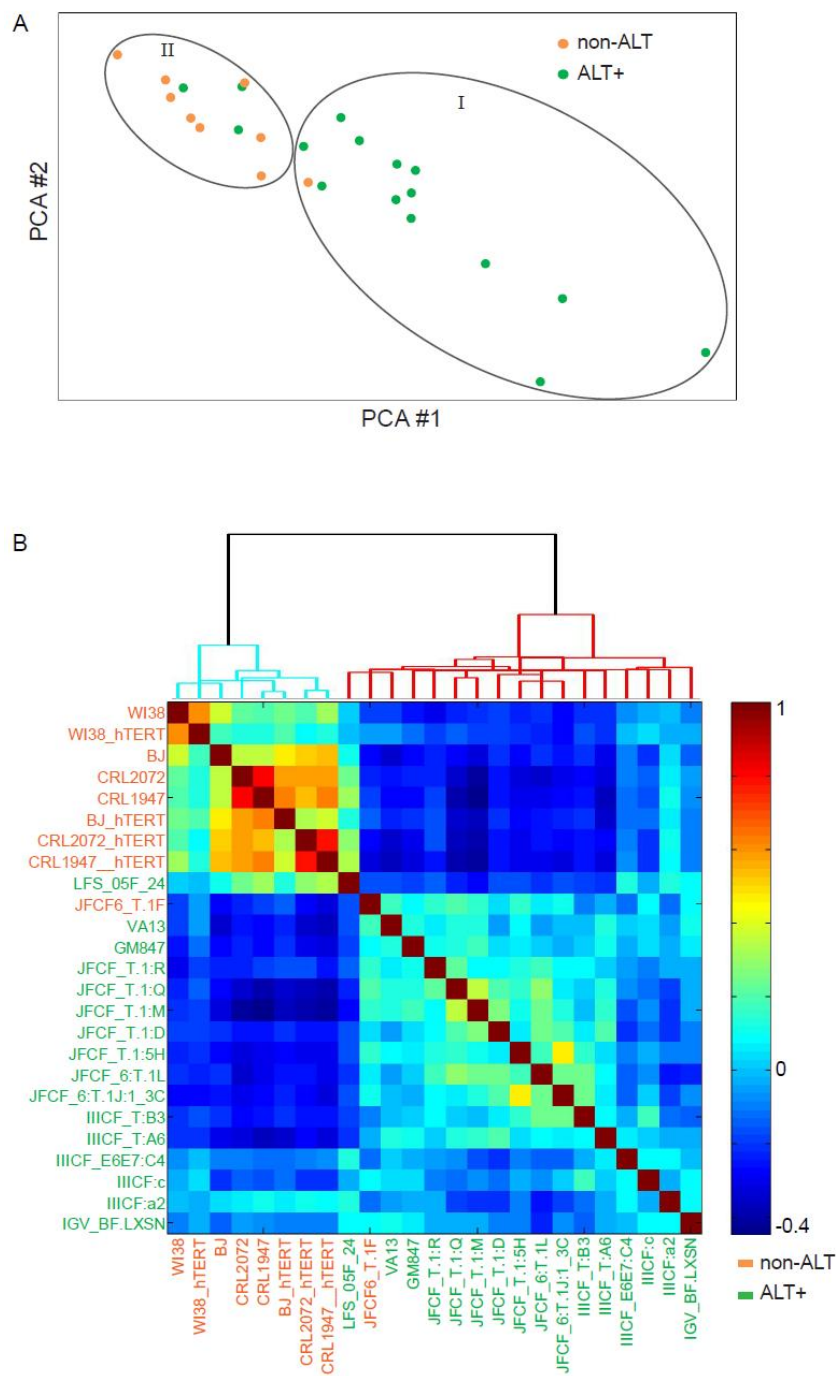 A
II
I
non-ALT
ALT+
PCA #2
PCA #1
B
WI38
WI38_hTERT
BJ
CRL2072
CRL1947
BJ_hTERT
CRL2072_hTERT
CRL1947__hTERT
LFS_05F_24
JFCF6_T.1F
VA13
GM847
JFCF_T.1:R
JFCF_T.1:Q
JFCF_T.1:M
JFCF_T.1:D
JFCF_T.1:5H
JFCF_6:T.1L
JFCF_6:T.1J:1_3C
IIICF_T:B3
IIICF_T:A6
IIICF_E6E7:C4
IIICF:c
IIICF:a2
IGV_BF.LXSN
1
0
-0.4
WI38
WI38_hTERT
BJ
CRL2072
CRL1947
BJ_hTERT
CRL2072_hTERT
CRL1947__hTERT
LFS_05F_24
JFCF6_T.1F
VA13
GM847
JFCF_T.1:R
JFCF_T.1:Q
JFCF_T.1:M
JFCF_T.1:D
JFCF_T.1:5H
JFCF_6:T.1L
JFCF_6:T.1J:1_3C
IIICF_T:B3
IIICF_T:A6
IIICF_E6E7:C4
IIICF:c
IIICF:a2
IGV_BF.LXSN
non-ALT
ALT+